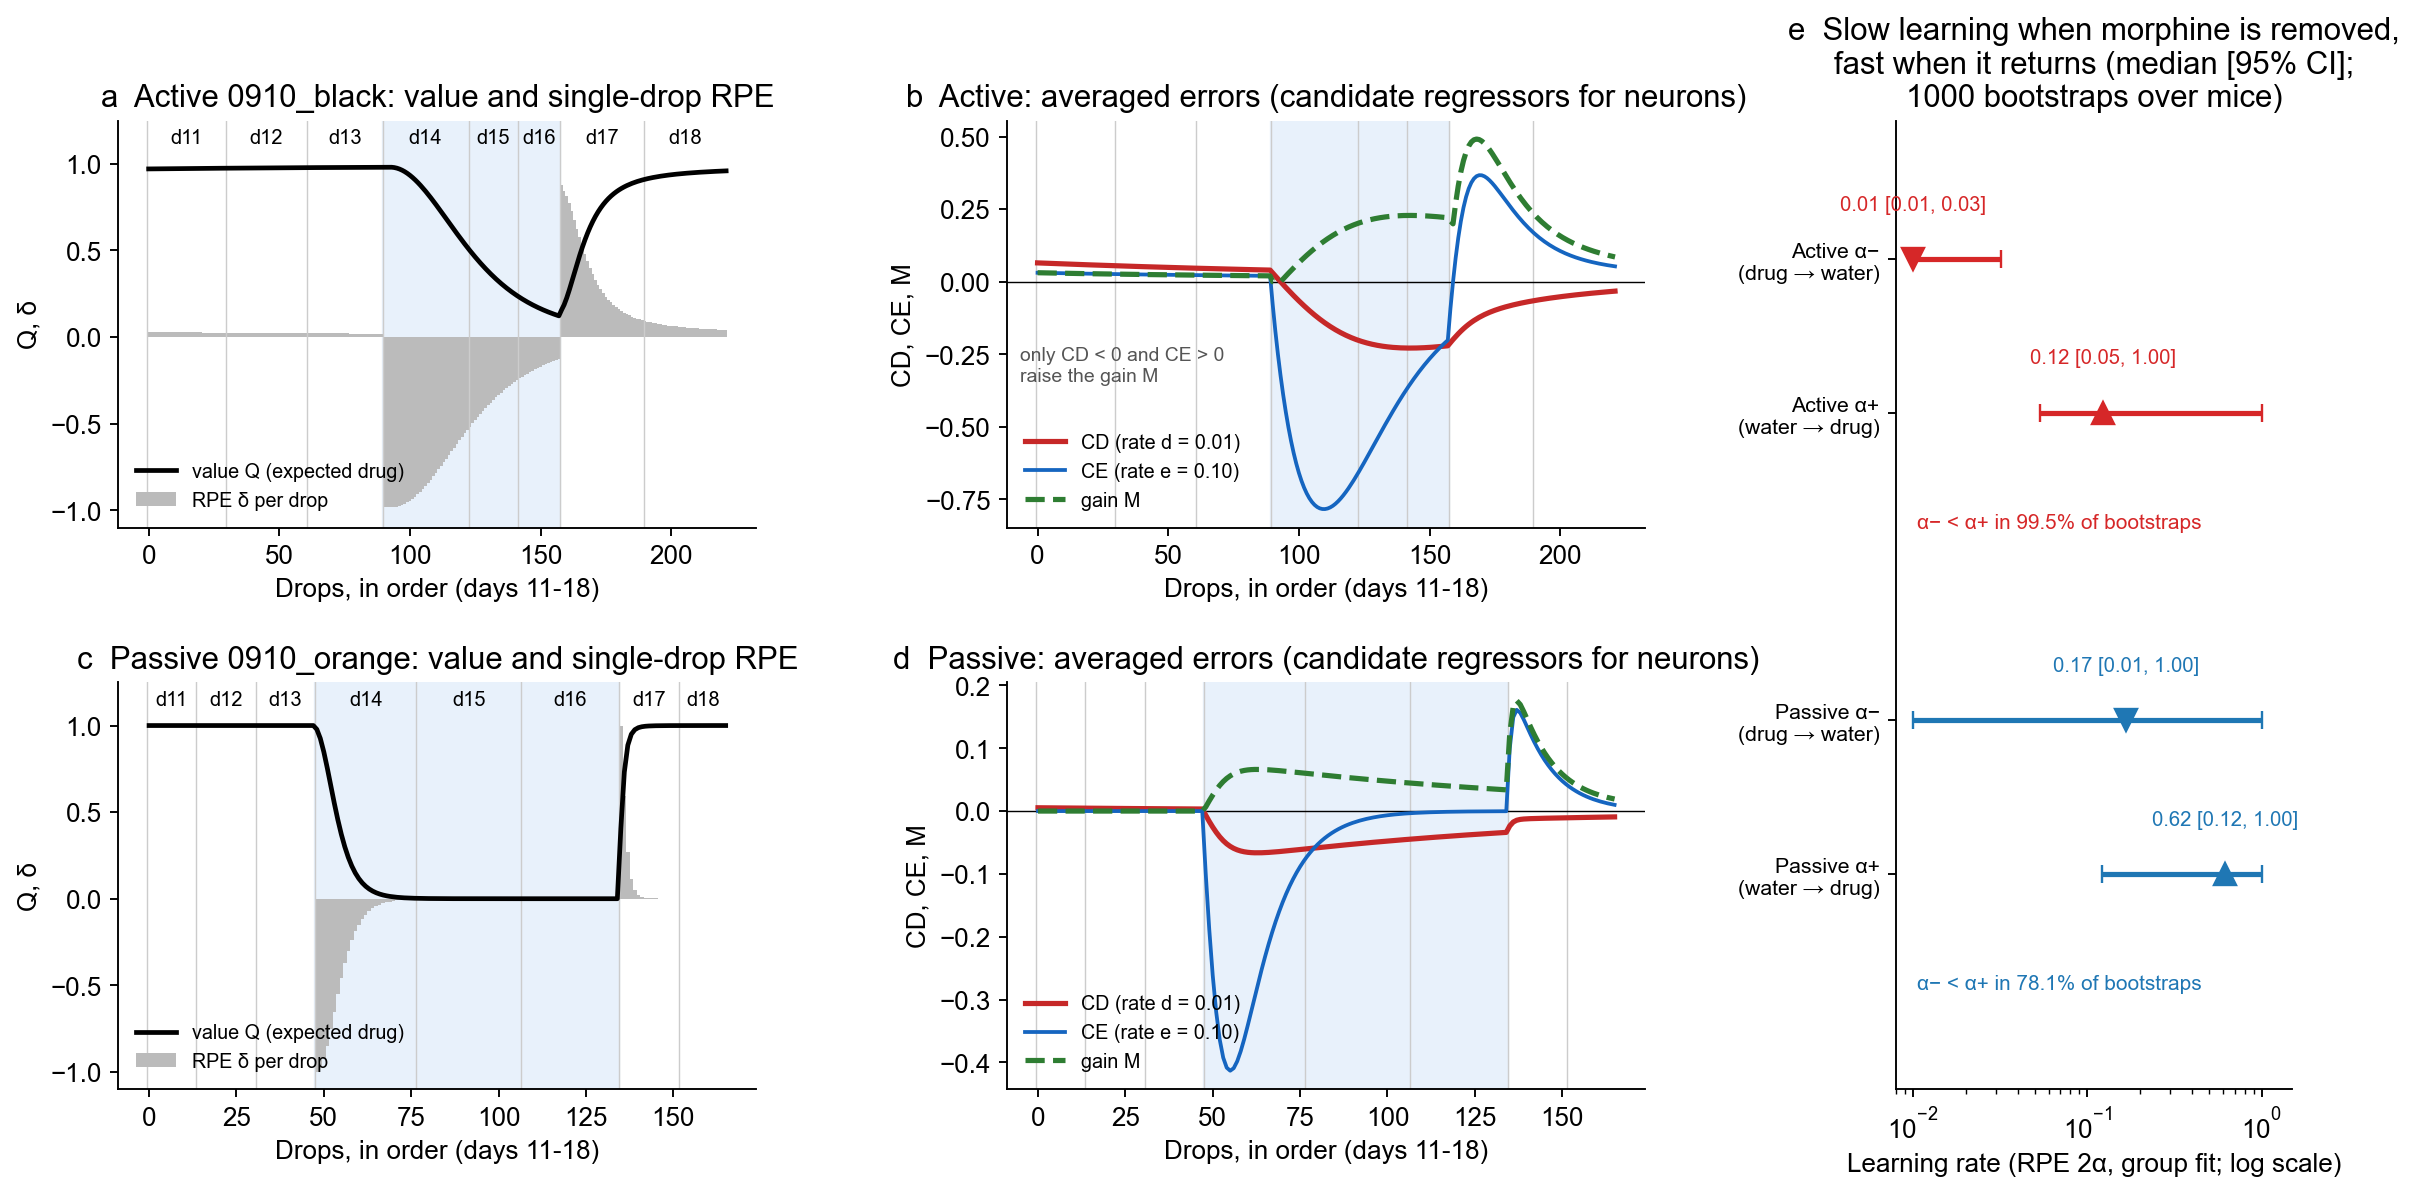 a  Active 0910_black: value and single-drop RPE
d11 d12 d13 d14 d15 d16 d17 d18
1.0
0.5
0.0
−0.5
−1.0
Q, δ
value Q (expected drug)
RPE δ per drop
0 50 100 150 200
Drops, in order (days 11-18)
b  Active: averaged errors (candidate regressors for neurons)
0.50
0.25
0.00
−0.25
−0.50
−0.75
CD, CE, M
only CD < 0 and CE > 0
raise the gain M
CD (rate d = 0.01)
CE (rate e = 0.10)
gain M
0 50 100 150 200
Drops, in order (days 11-18)
c  Passive 0910_orange: value and single-drop RPE
d11 d12 d13 d14 d15 d16 d17 d18
1.0
0.5
0.0
−0.5
−1.0
Q, δ
value Q (expected drug)
RPE δ per drop
0 25 50 75 100 125 150
Drops, in order (days 11-18)
d  Passive: averaged errors (candidate regressors for neurons)
0.2
0.1
0.0
−0.1
−0.2
−0.3
−0.4
CD, CE, M
CD (rate d = 0.01)
CE (rate e = 0.10)
gain M
0 25 50 75 100 125 150
Drops, in order (days 11-18)
e  Slow learning when morphine is removed,
fast when it returns (median [95% CI];
1000 bootstraps over mice)
0.01 [0.01, 0.03]
Active α−
(drug → water)
0.12 [0.05, 1.00]
Active α+
(water → drug)
α− < α+ in 99.5% of bootstraps
0.17 [0.01, 1.00]
Passive α−
(drug → water)
0.62 [0.12, 1.00]
Passive α+
(water → drug)
α− < α+ in 78.1% of bootstraps
10⁻² 10⁻¹ 10⁰
Learning rate (RPE 2α, group fit; log scale)